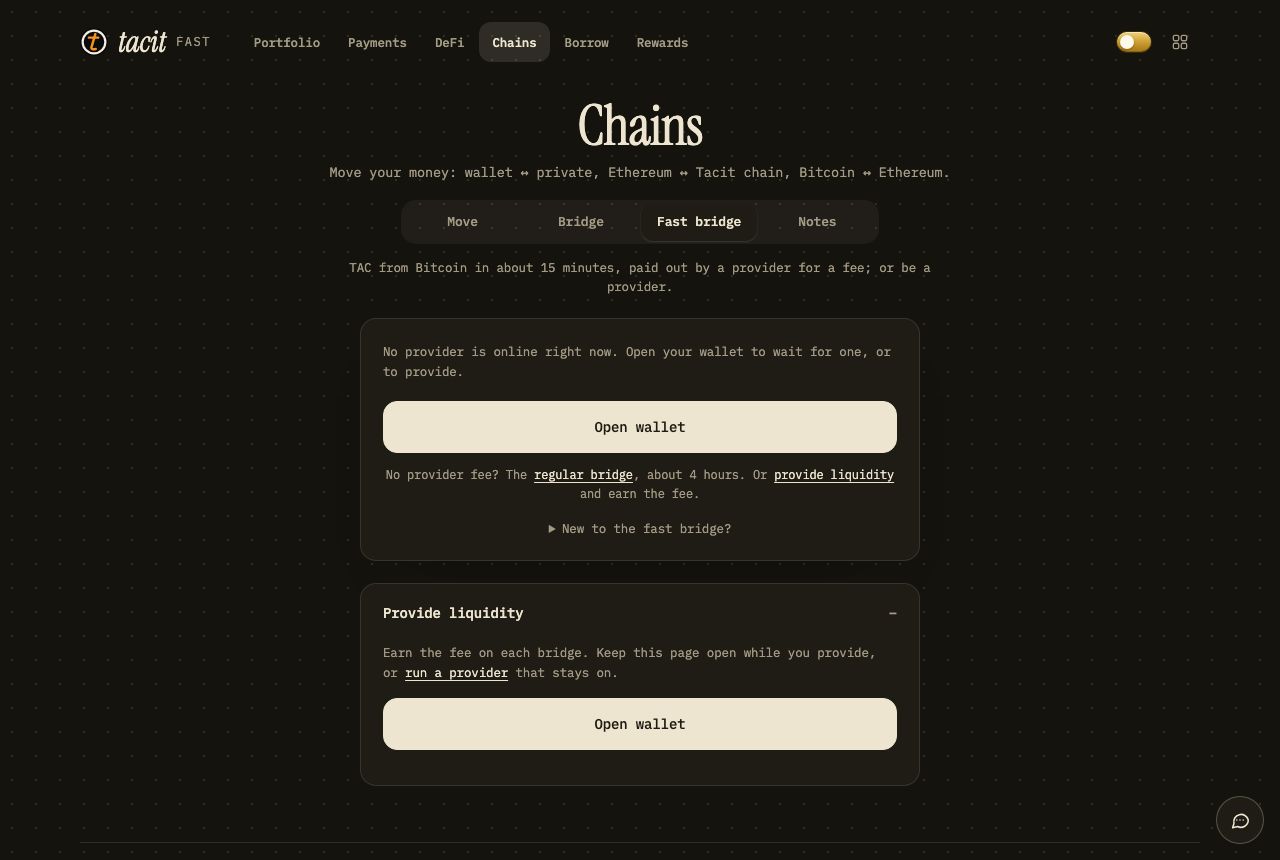 tacit FAST Portfolio Payments DeFi Chains Borrow Rewards
Chains
Move your money: wallet ↔ private, Ethereum ↔ Tacit chain, Bitcoin ↔ Ethereum.
Move Bridge Fast bridge Notes
TAC from Bitcoin in about 15 minutes, paid out by a provider for a fee; or be a
provider.
No provider is online right now. Open your wallet to wait for one, or
to provide.
Open wallet
No provider fee? The regular bridge, about 4 hours. Or provide liquidity
and earn the fee.
▶ New to the fast bridge?
Provide liquidity −
Earn the fee on each bridge. Keep this page open while you provide,
or run a provider that stays on.
Open wallet